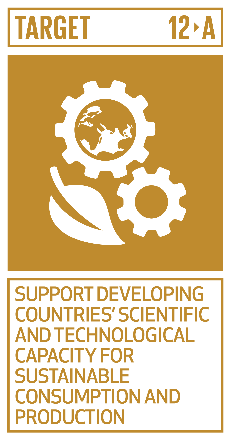 TARGET 12▸A
SUPPORT DEVELOPING
COUNTRIES' SCIENTIFIC
AND TECHNOLOGICAL
CAPACITY FOR
SUSTAINABLE
CONSUMPTION AND
PRODUCTION